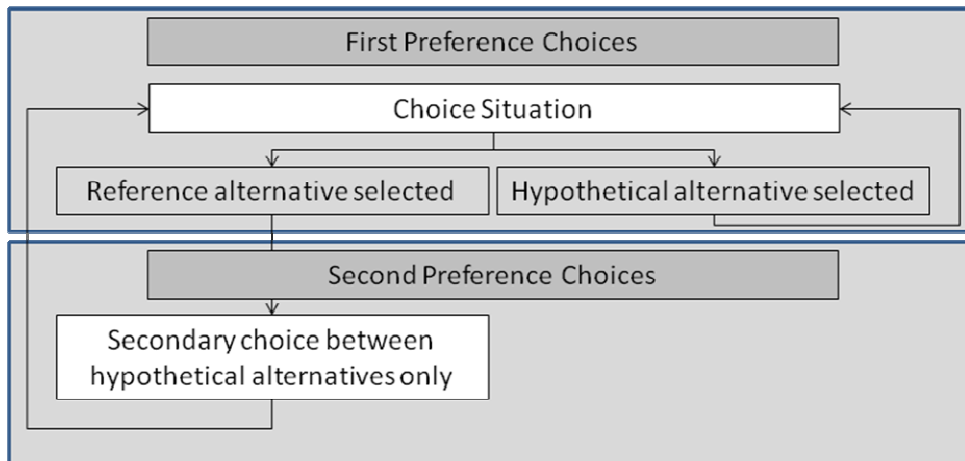 First Preference Choices
Choice Situation
Reference alternative selected
Hypothetical alternative selected
Second Preference Choices
Secondary choice between
hypothetical alternatives only